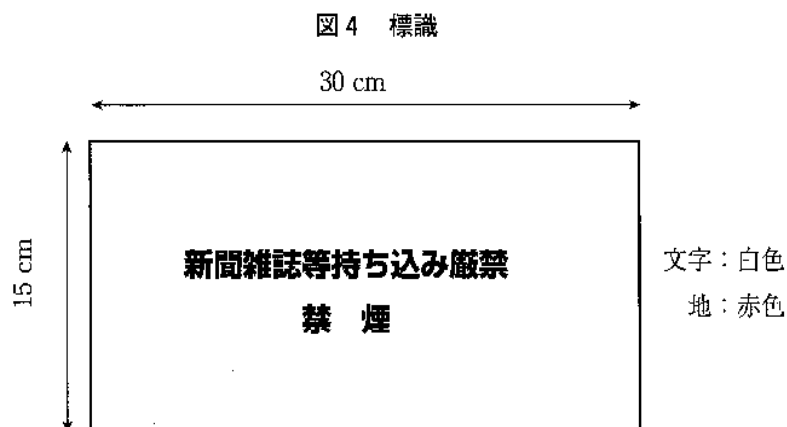 図4 標識
30 cm
15 cm
新聞雑誌等持ち込み厳禁
禁 煙
文字：白色
地：赤色